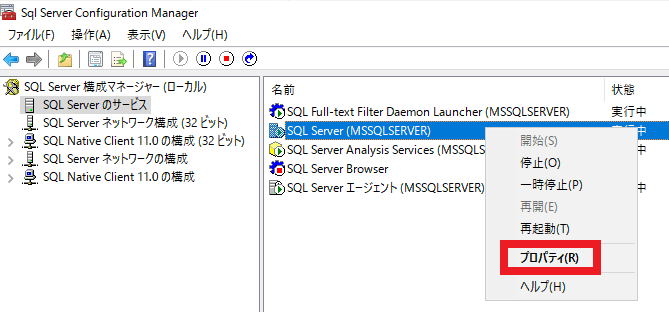 Sql Server Configuration Manager
ファイル(F) 操作(A) 表示(V) ヘルプ(H)
SQL Server 構成マネージャー (ローカル)
SQL Server のサービス
SQL Server ネットワーク構成 (32 ビット)
SQL Native Client 11.0 の構成 (32 ビット)
SQL Server ネットワークの構成
SQL Native Client 11.0 の構成
名前 状態
SQL Full-text Filter Daemon Launcher (MSSQLSERVER) 実行中
SQL Server (MSSQLSERVER) 実行中
SQL Server Analysis Services (MSSQLS 中
SQL Server Browser
SQL Server エージェント (MSSQLSERVER) 中
開始(S)
停止(O)
一時停止(P)
再開(E)
再起動(T)
プロパティ(R)
ヘルプ(H)